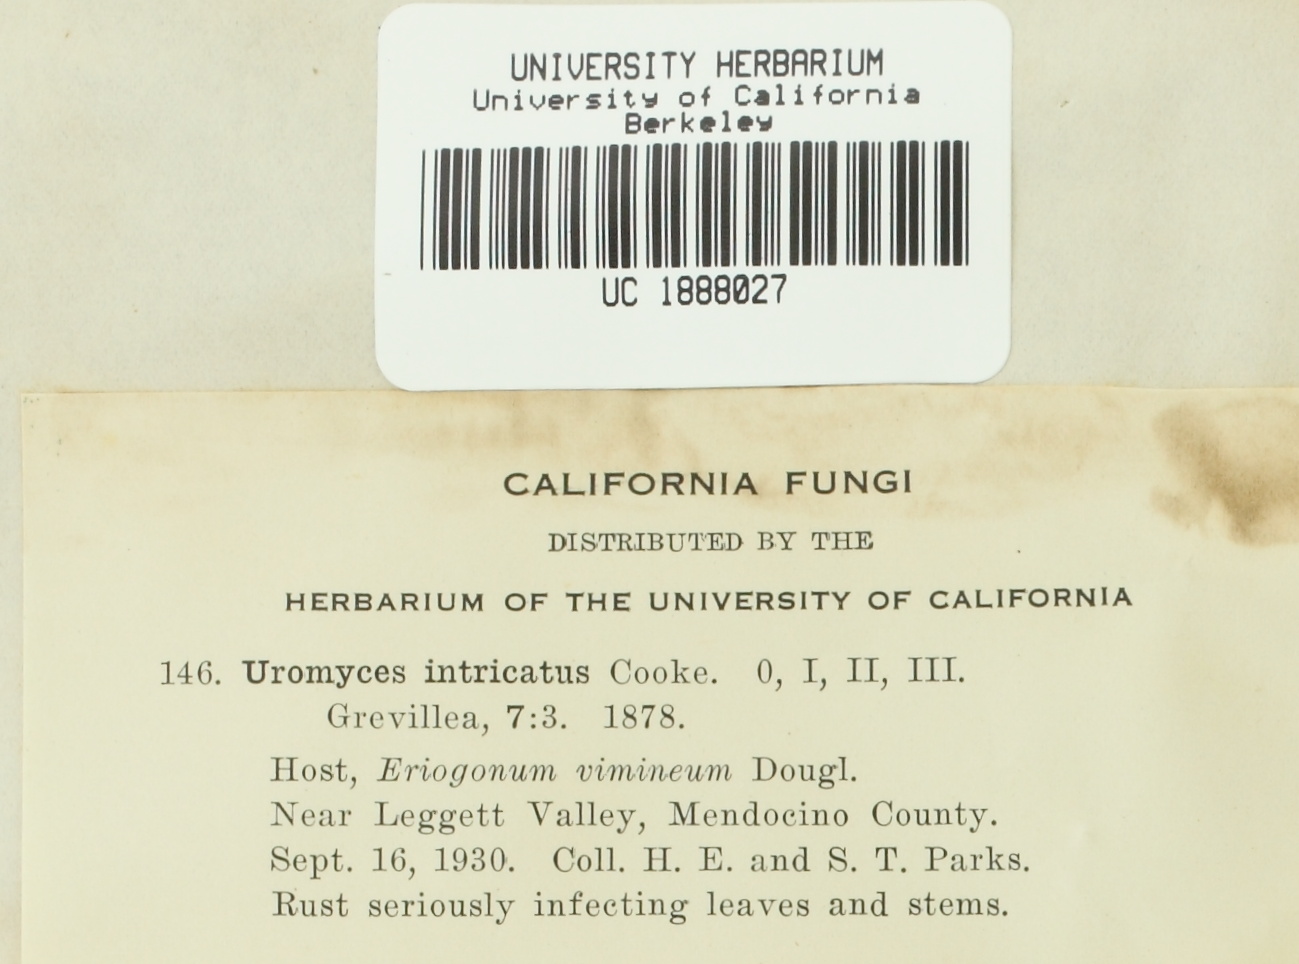 UNIVERSITY HERBARIUM
University of California
Berkeley
UC 1888027
CALIFORNIA FUNGI
DISTRIBUTED BY THE
HERBARIUM OF THE UNIVERSITY OF CALIFORNIA
146. Uromyces intricatus Cooke. 0, I, II, III.
Grevillea, 7:3. 1878.
Host, Eriogonum vimineum Dougl.
Near Leggett Valley, Mendocino County.
Sept. 16, 1930. Coll. H. E. and S. T. Parks.
Rust seriously infecting leaves and stems.